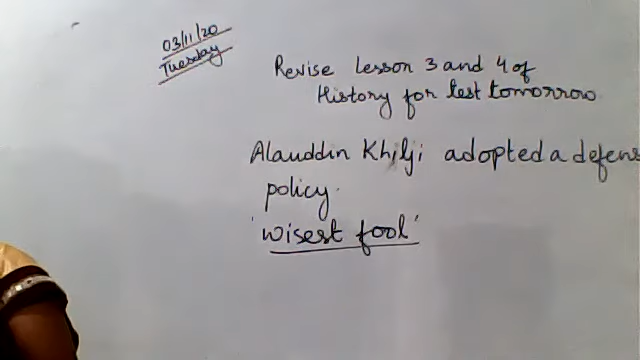 03/11/20
Tuesday
Revise lesson 3 and 4 of
History for test tomorrow
Alauddin Khilji adopted a defens
policy.
'wisest fool'